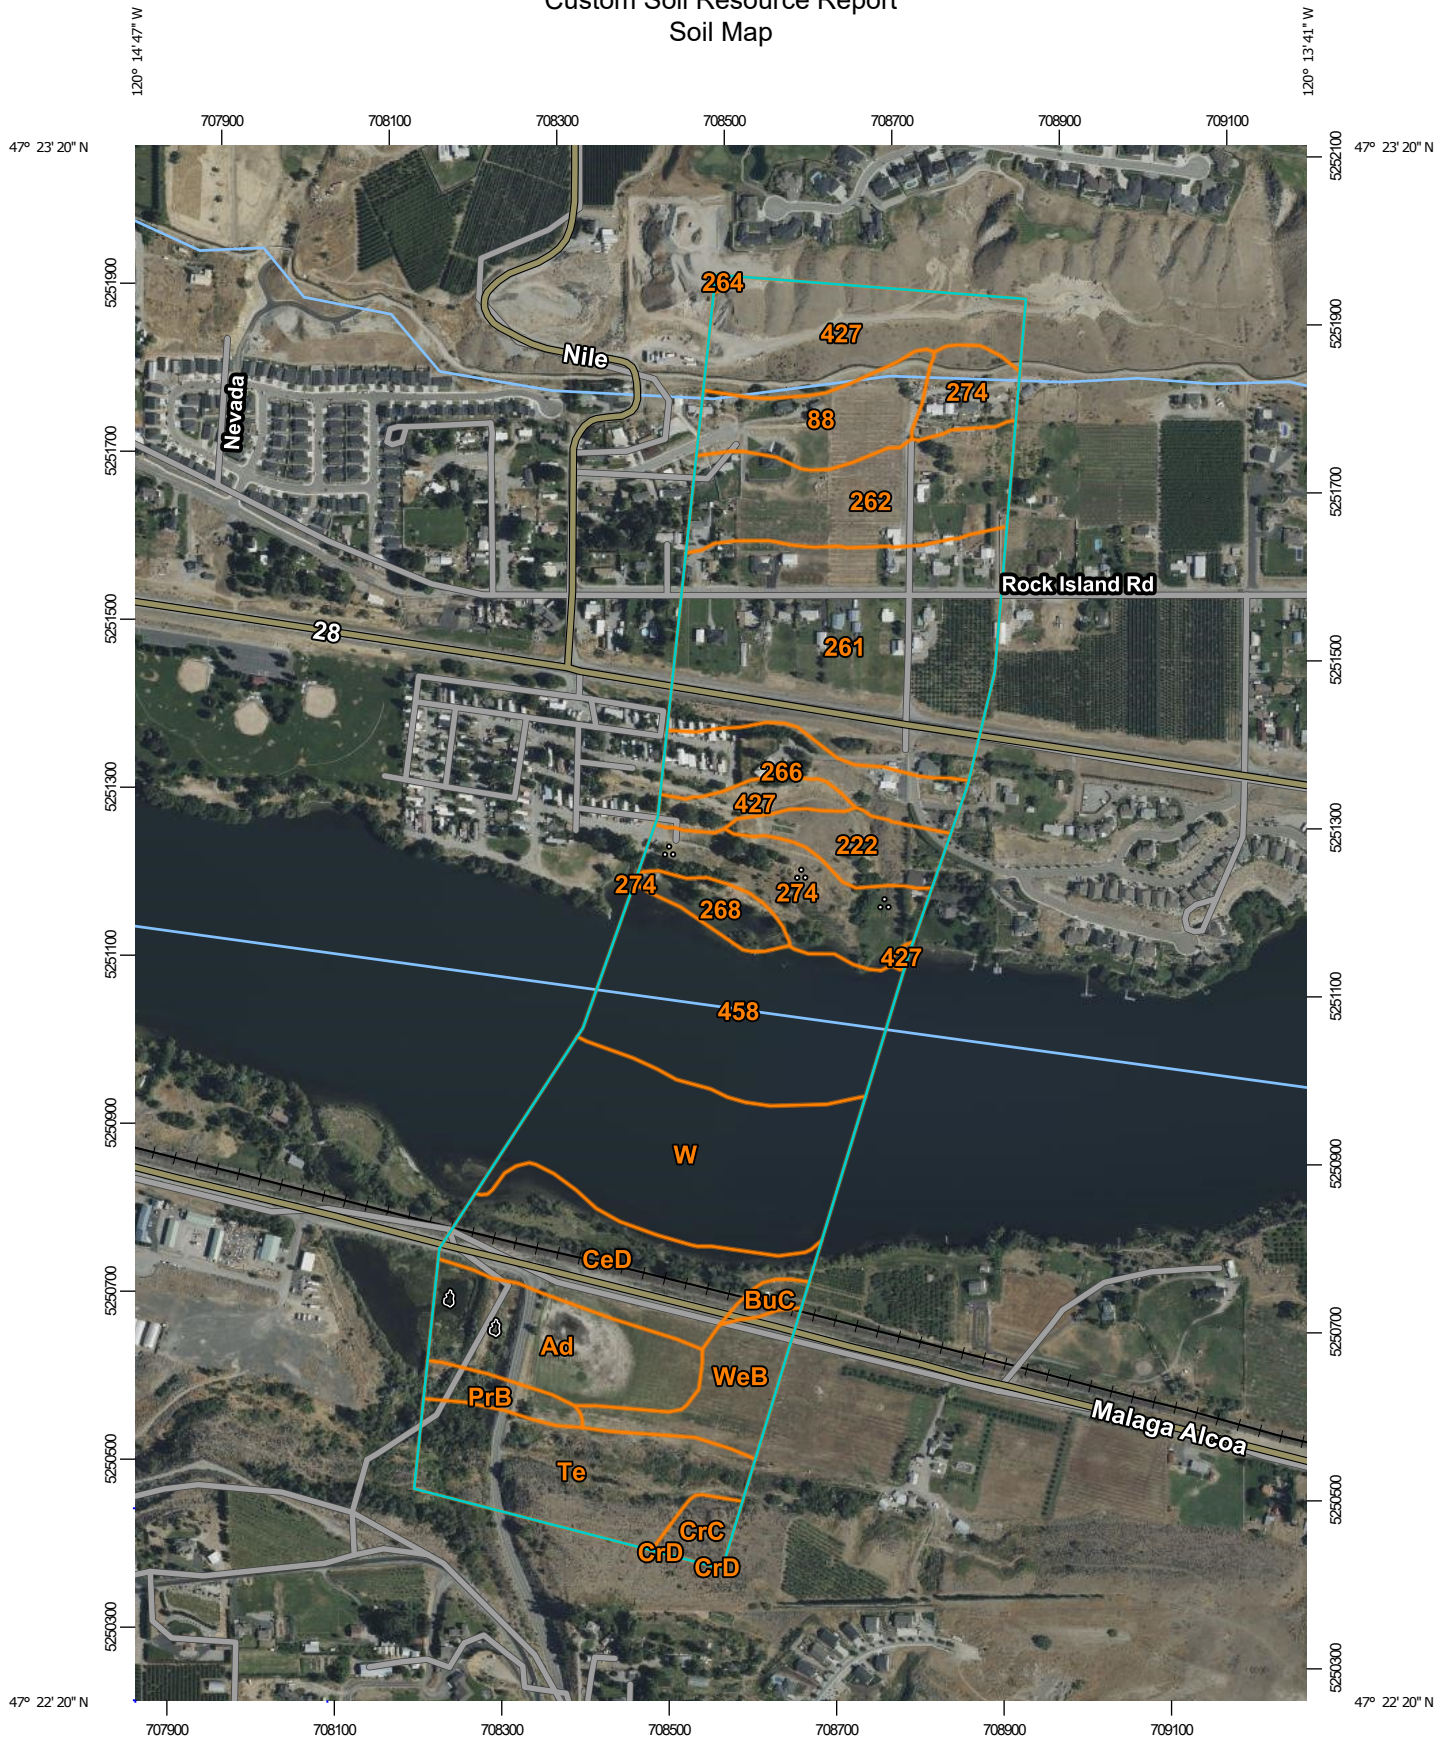 Custom Soil Resource Report
Soil Map
120° 14' 47" W
120° 13' 41" W
707900 708100 708300 708500 708700 708900 709100
47° 23' 20" N
47° 23' 20" N
5252100
5251900
264
5251900
427
Nile
274
Nevada
88
5251700
262
5251700
Rock Island Rd
5251500
28
261
5251500
266
5251300
427
5251300
222
274
274
268
5251100
427
5251100
458
5250900
W
5250900
CeD
5250700
BuC
5250700
Ad
WeB
PrB
Malaga Alcoa
5250500
Te
5250500
CrC
CrD
CrD
5250300
5250300
47° 22' 20" N
47° 22' 20" N
707900 708100 708300 708500 708700 708900 709100